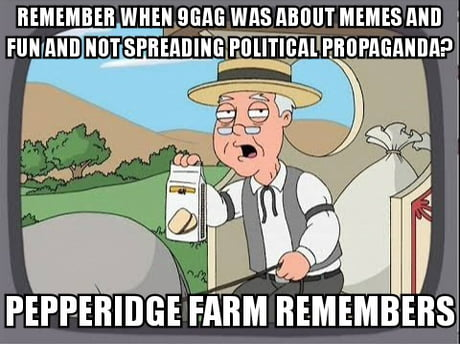 REMEMBER WHEN 9GAG WAS ABOUT MEMES AND
FUN AND NOT SPREADING POLITICAL PROPAGANDA?
PEPPERIDGE FARM REMEMBERS